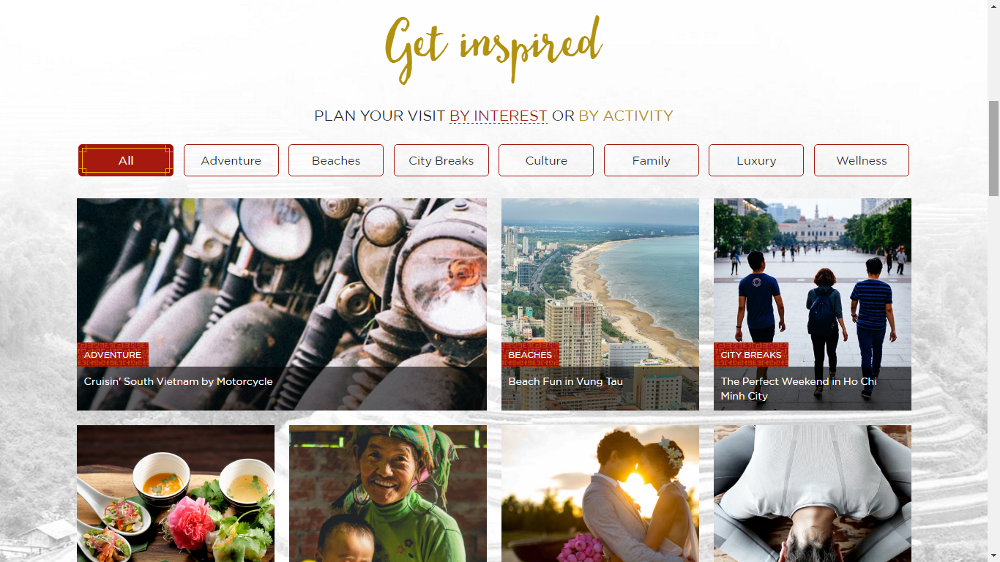 Get inspired
PLAN YOUR VISIT BY INTEREST OR BY ACTIVITY
All
Adventure
Beaches
City Breaks
Culture
Family
Luxury
Wellness
ADVENTURE
Cruisin' South Vietnam by Motorcycle
BEACHES
Beach Fun in Vung Tau
CITY BREAKS
The Perfect Weekend in Ho Chi
Minh City